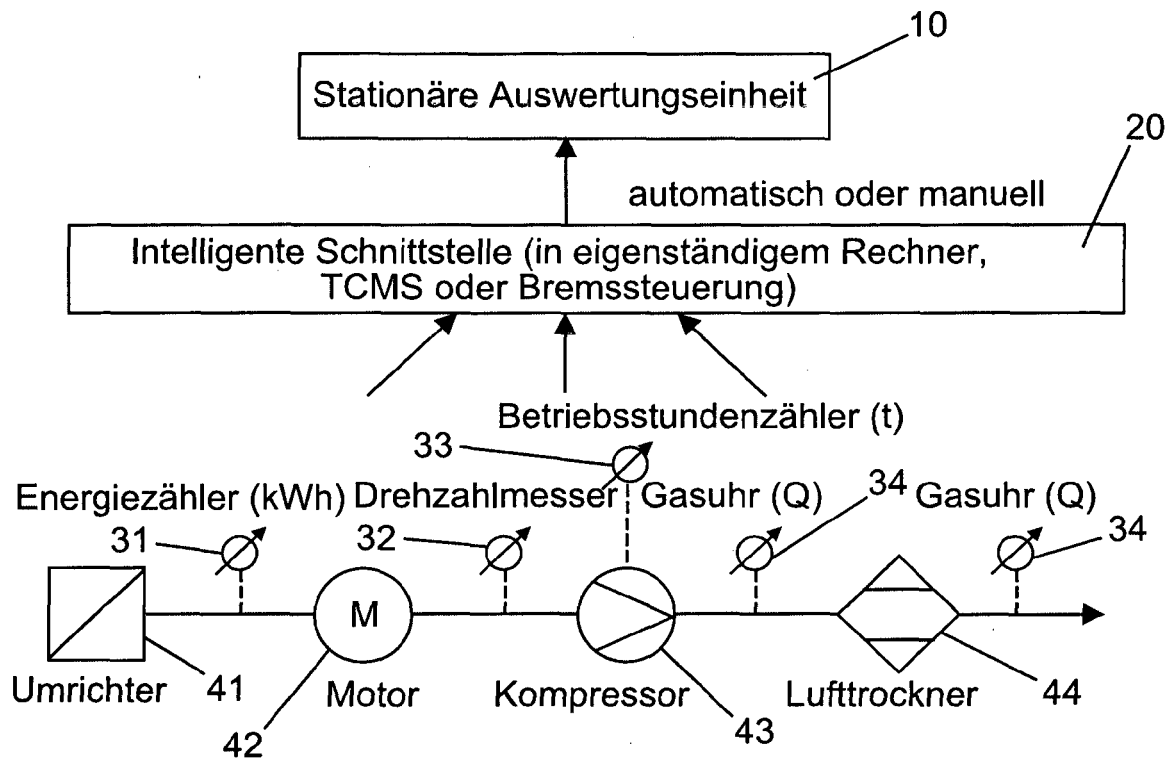 10
Stationäre Auswertungseinheit
20
automatisch oder manuell
Intelligente Schnittstelle (in eigenständigem Rechner,
TCMS oder Bremssteuerung)
Betriebsstundenzähler (t)
33
Energiezähler (kWh) Drehzahlmesser Gasuhr (Q) 34 Gasuhr (Q)
31 32 34
M
Umrichter 41 Motor Kompressor 43 Lufttrockner 44
42